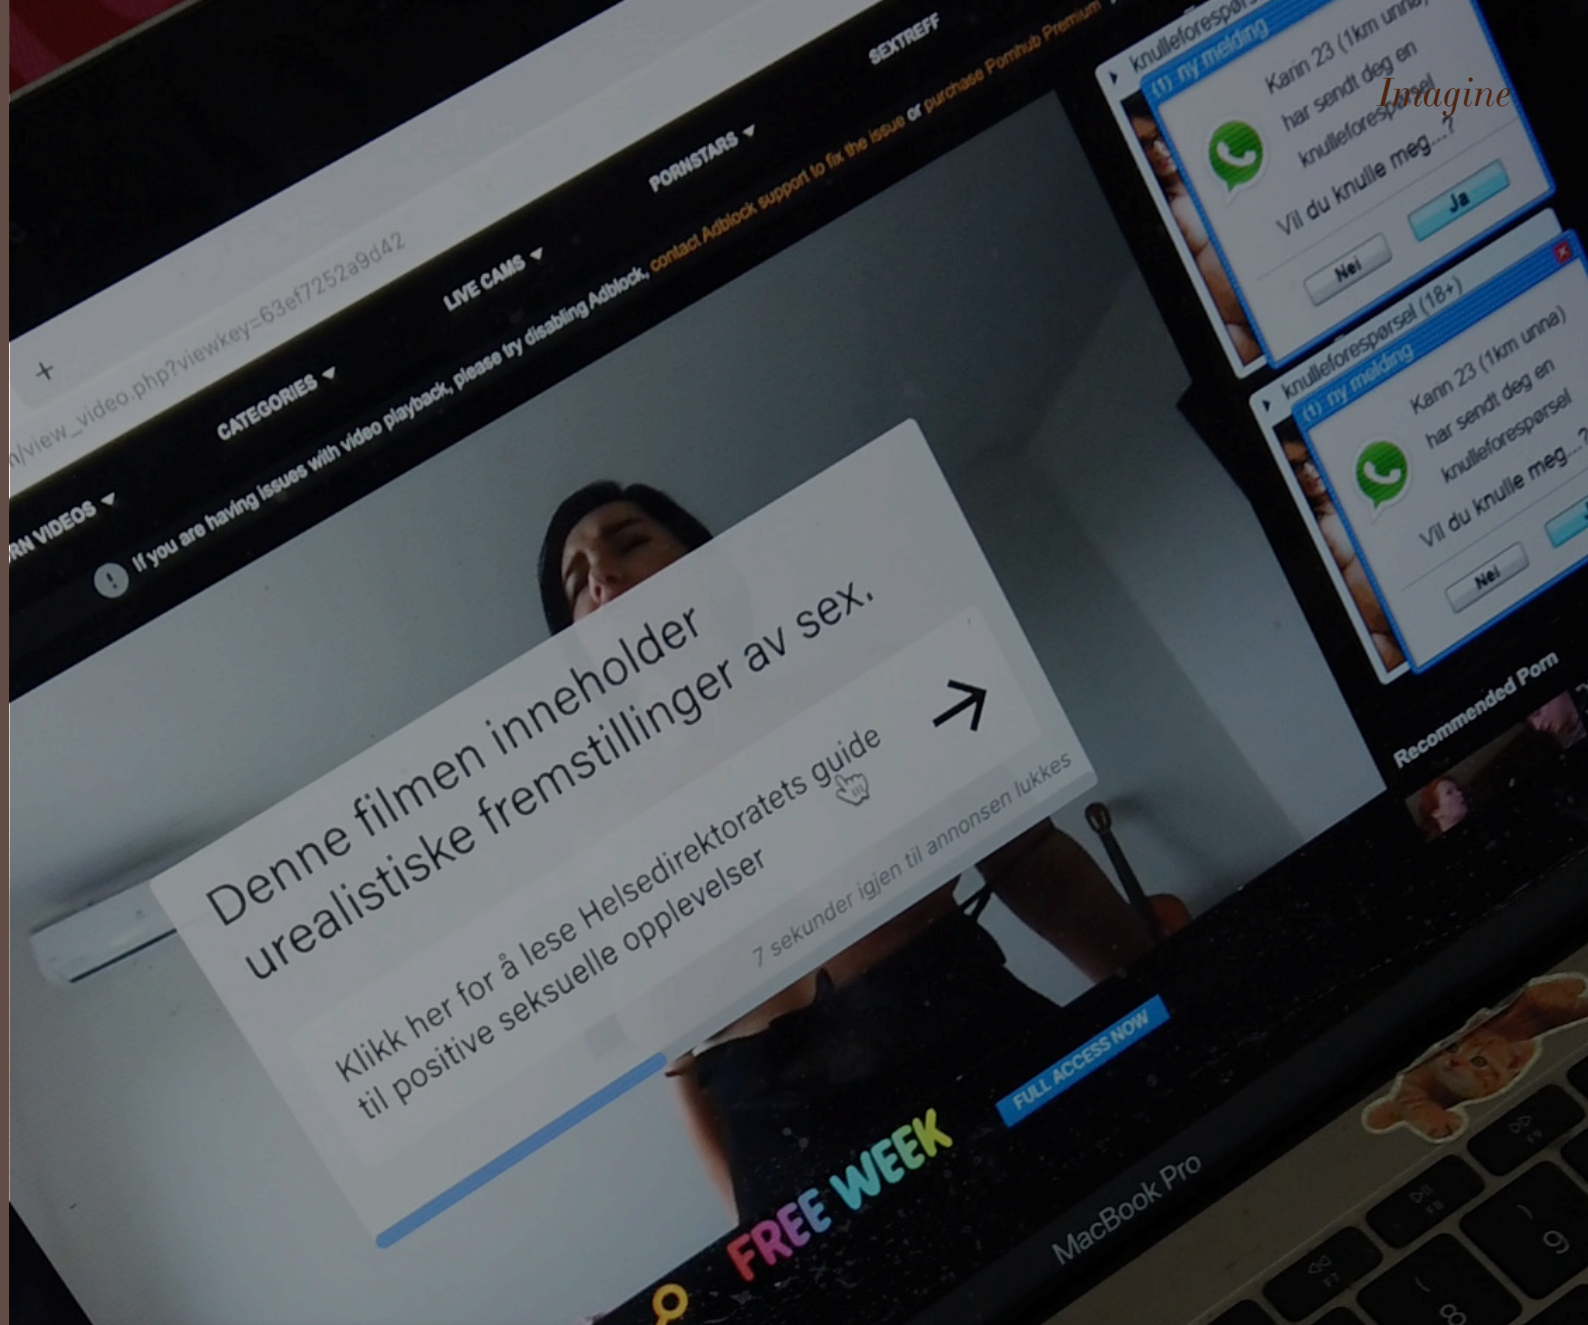 Imagine
+
/view_video.php?viewkey=63ef7252a9d42
RN VIDEOS
CATEGORIES
LIVE CAMS
PORNSTARS
SEXTREFF
! If you are having issues with video playback, please try disabling Adblock, contact Adblock support to fix the issue or purchase Pornhub Premium
Denne filmen inneholder
urealistiske fremstillinger av sex.
Klikk her for å lese Helsedirektoratets guide
til positive seksuelle opplevelser
7 sekunder igjen til annonsen lukkes
(1) ny melding
Karin 23 (1km unna)
har sendt deg en
knulleforespørsel
Vil du knulle meg...?
Nei
Ja
knulleforespørsel (18+)
(1) ny melding
Karin 23 (1km unna)
har sendt deg en
knulleforespørsel
Vil du knulle meg...?
Nei
Recommended Porn
FREE WEEK
FULL ACCESS NOW
MacBook Pro
F7
F8
F9
8
9